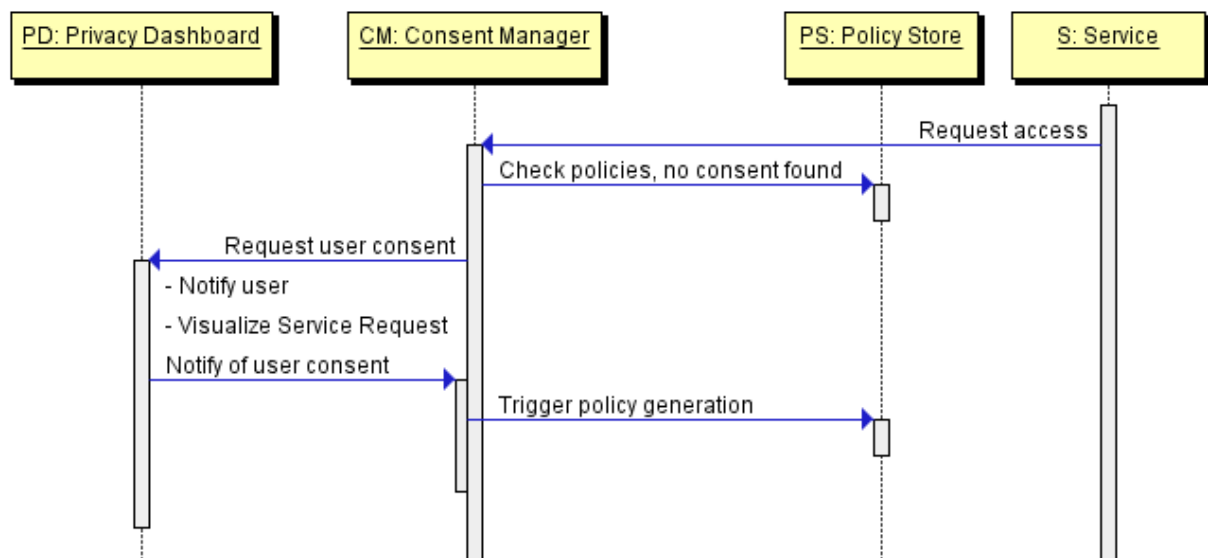 PD: Privacy Dashboard
CM: Consent Manager
PS: Policy Store
S: Service
Request access
Check policies, no consent found
Request user consent
- Notify user
- Visualize Service Request
Notify of user consent
Trigger policy generation